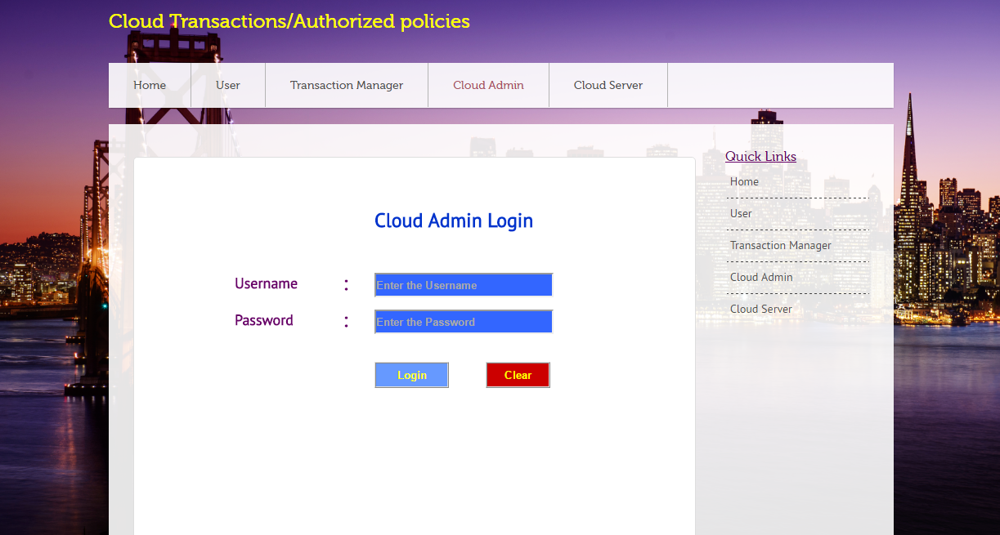 Cloud Transactions/Authorized policies
Home User Transaction Manager Cloud Admin Cloud Server
Cloud Admin Login
Username : Enter the Username
Password : Enter the Password
Login Clear
Quick Links
Home
User
Transaction Manager
Cloud Admin
Cloud Server